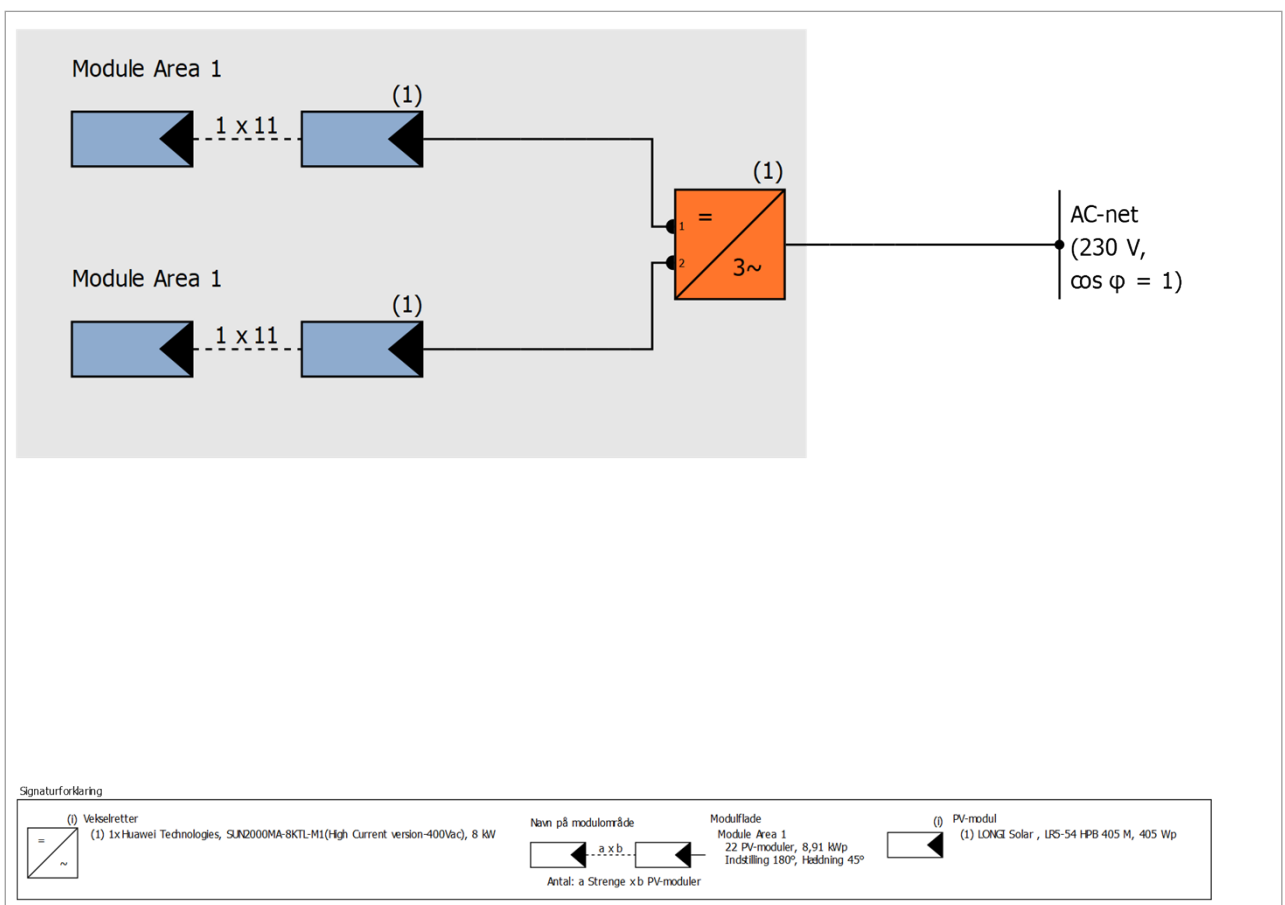 Module Area 1
(1)
1 x 11
(1)
=
1
2
3~
AC-net
(230 V,
cos φ = 1)
Module Area 1
(1)
1 x 11
Signaturforklaring
(i) Vekselretter
(1) 1x Huawei Technologies, SUN2000MA-8KTL-M1(High Current version-400Vac), 8 kW
=
~
Navn på modulområde
a x b
Antal: a Strenge x b PV-moduler
Modulflade
Module Area 1
22 PV-moduler, 8,91 kWp
Indstilling 180°, Hældning 45°
(i) PV-modul
(1) LONGI Solar , LR5-54 HPB 405 M, 405 Wp